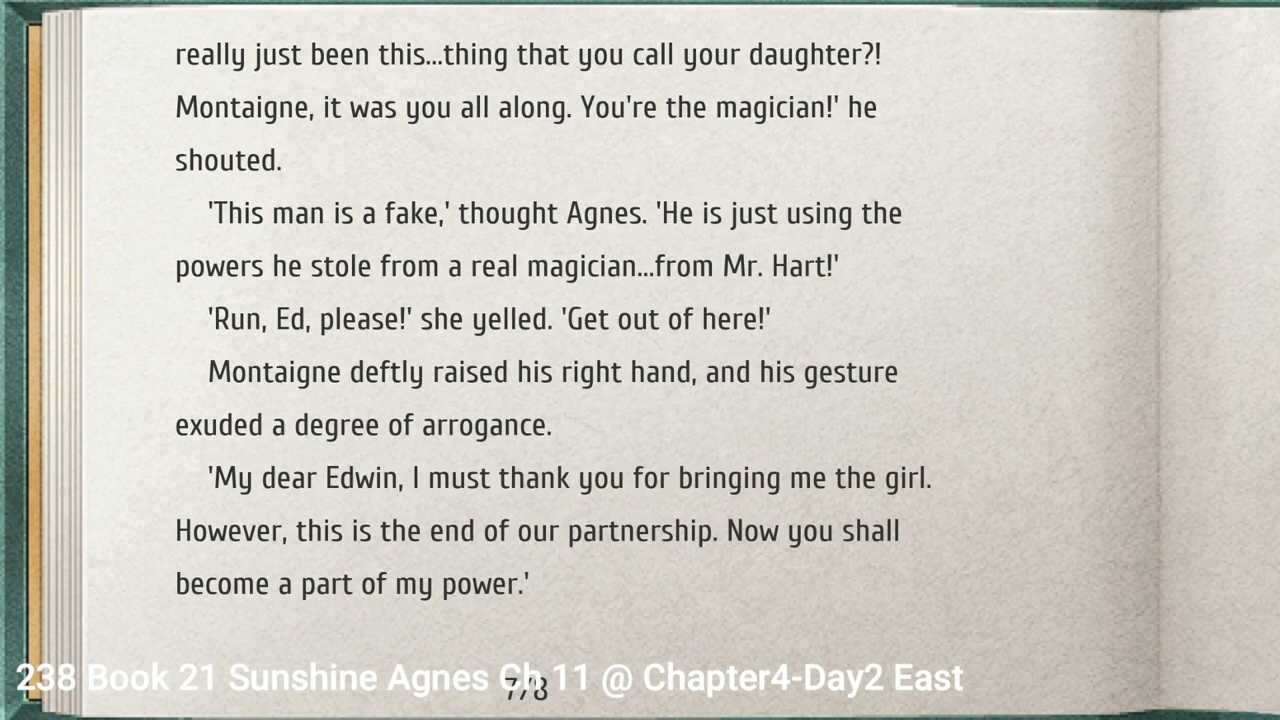 really just been this...thing that you call your daughter?!
Montaigne, it was you all along. You're the magician!' he
shouted.
'This man is a fake,' thought Agnes. 'He is just using the
powers he stole from a real magician...from Mr. Hart!'
'Run, Ed, please!' she yelled. 'Get out of here!'
Montaigne deftly raised his right hand, and his gesture
exuded a degree of arrogance.
'My dear Edwin, I must thank you for bringing me the girl.
However, this is the end of our partnership. Now you shall
become a part of my power.'
238 Book 21 Sunshine Agnes Ch 11 @ Chapter4-Day2 East
7/8